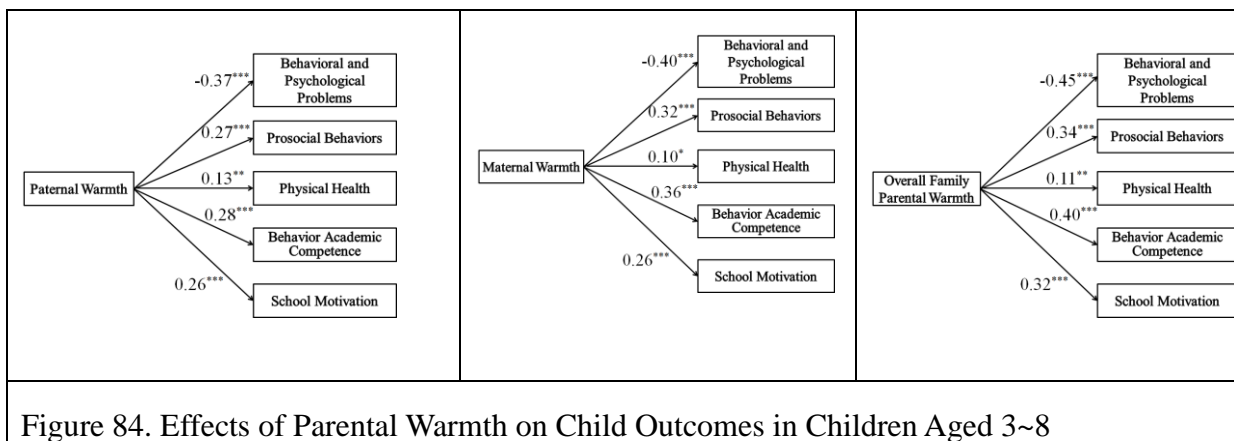 Behavioral and
Psychological
Problems
-0.37***
0.27***
Prosocial Behaviors
0.13**
Paternal Warmth
Physical Health
0.28***
Behavior Academic
Competence
0.26***
School Motivation
Behavioral and
Psychological
Problems
-0.40***
0.32***
Prosocial Behaviors
0.10*
Maternal Warmth
Physical Health
0.36***
Behavior Academic
Competence
0.26***
School Motivation
Behavioral and
Psychological
Problems
-0.45***
0.34***
Prosocial Behaviors
0.11**
Overall Family
Parental Warmth
Physical Health
0.40***
Behavior Academic
Competence
0.32***
School Motivation
Figure 84. Effects of Parental Warmth on Child Outcomes in Children Aged 3~8